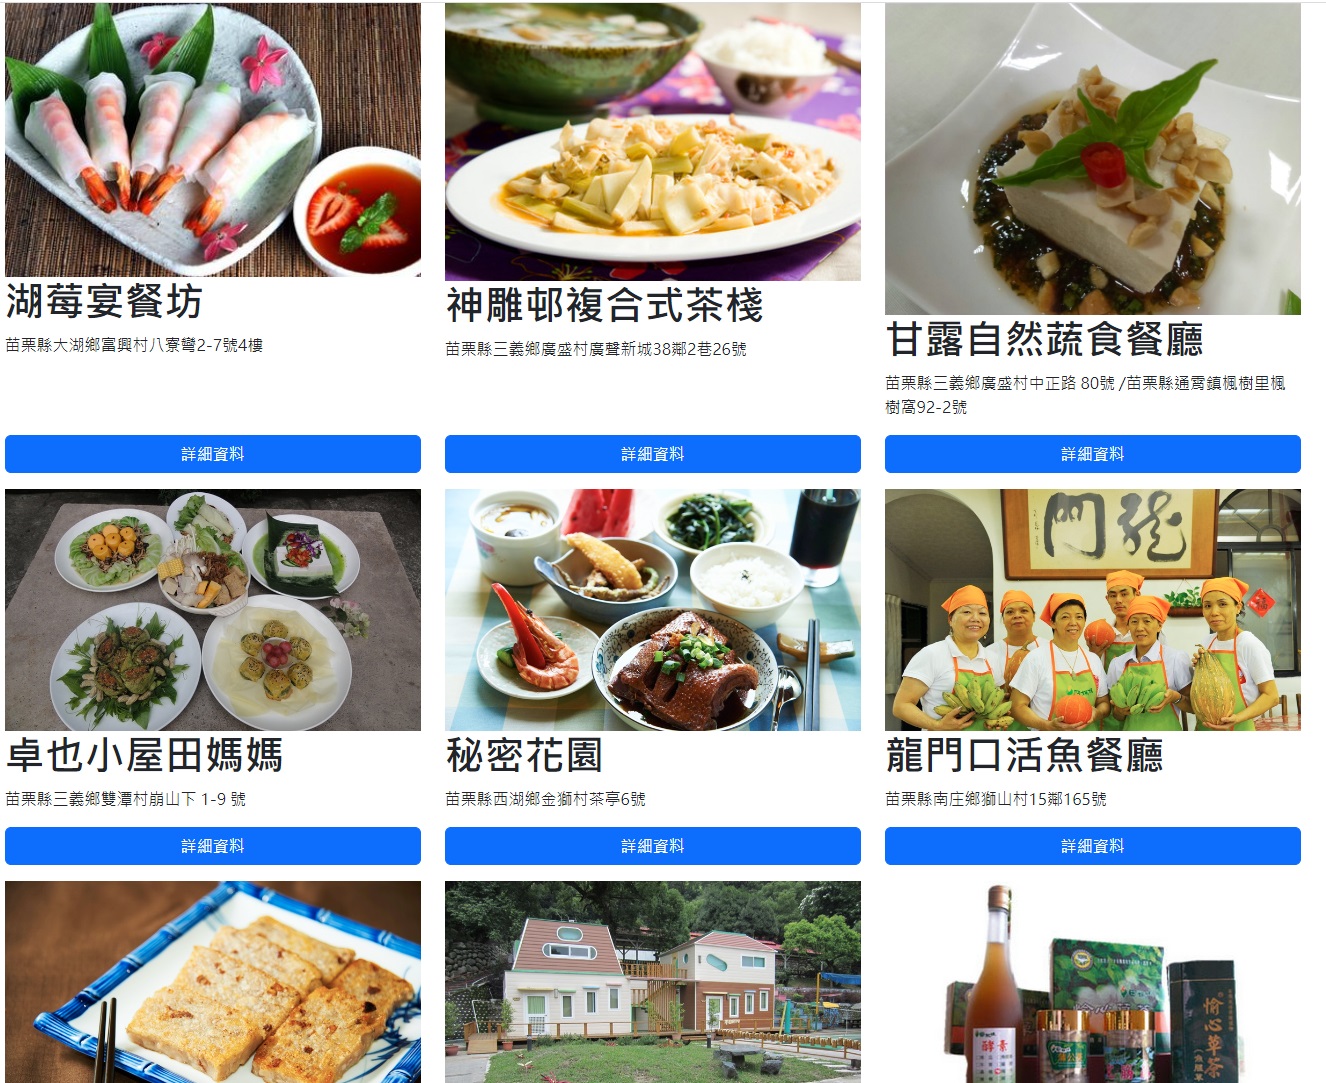 湖莓宴餐坊
苗栗縣大湖鄉富興村八寮彎2-7號4樓
詳細資料
神雕邨複合式茶棧
苗栗縣三義鄉廣盛村廣聲新城38鄰2巷26號
詳細資料
甘露自然蔬食餐廳
苗栗縣三義鄉廣盛村中正路 80號 /苗栗縣通霄鎮楓樹里楓
樹窩92-2號
詳細資料
卓也小屋田媽媽
苗栗縣三義鄉雙潭村崩山下 1-9 號
詳細資料
秘密花園
苗栗縣西湖鄉金獅村茶亭6號
詳細資料
門龍
龍門口活魚餐廳
苗栗縣南庄鄉獅山村15鄰165號
詳細資料
酵素
愉心草茶